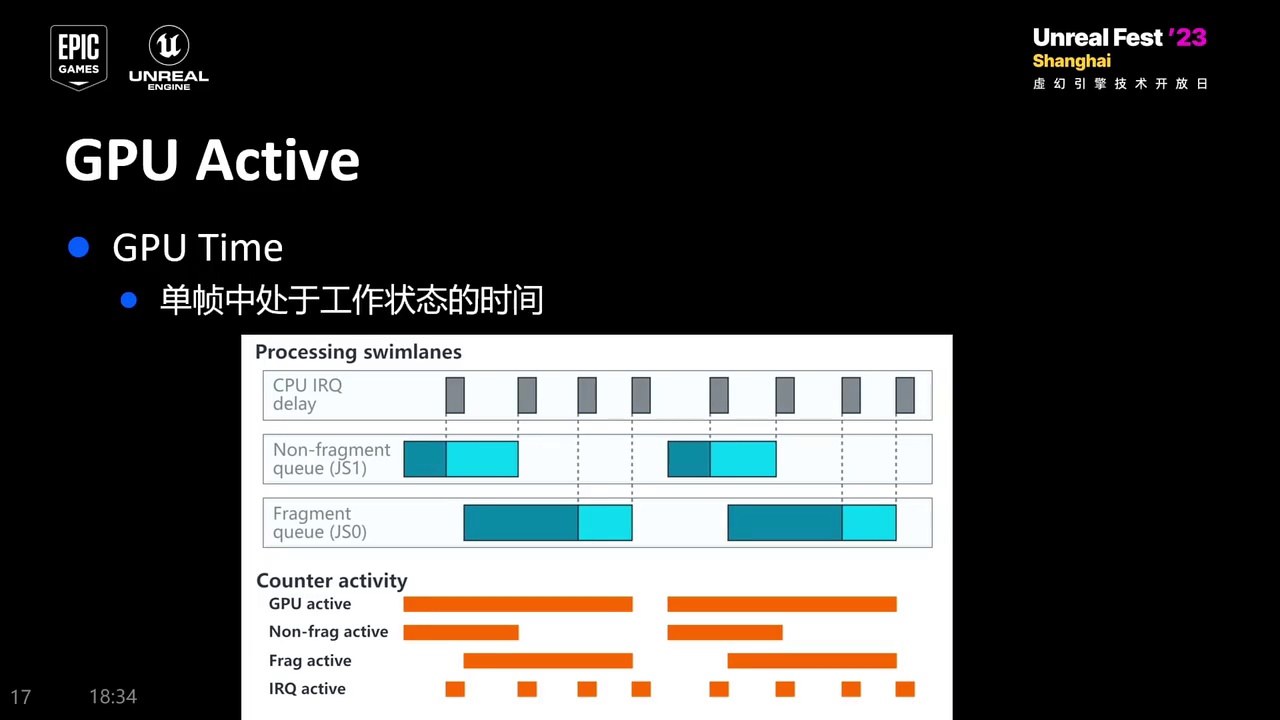 EPIC
GAMES
UNREAL
ENGINE
Unreal Fest '23
Shanghai
虚幻引擎技术开放日
GPU Active
GPU Time
单帧中处于工作状态的时间
Processing swimlanes
CPU IRQ
delay
Non-fragment
queue (JS1)
Fragment
queue (JS0)
Counter activity
GPU active
Non-frag active
Frag active
IRQ active
17
18:34